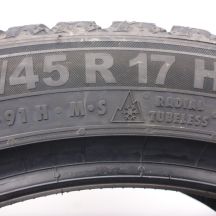 /45 R 17 H
91 H · M·S RADIAL
TUBELESS